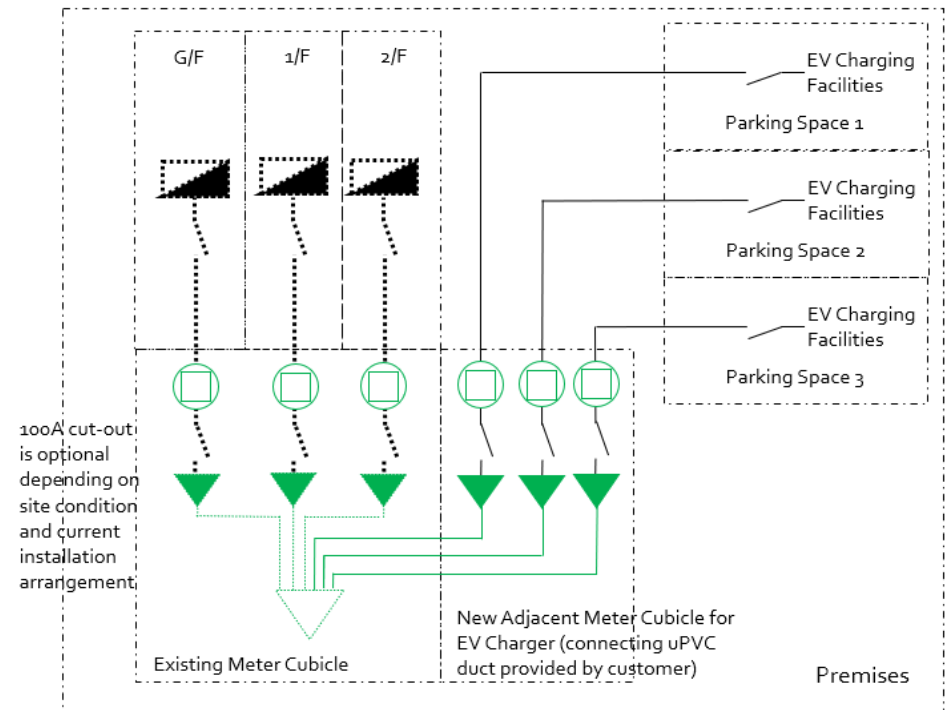 G/F
1/F
2/F
EV Charging
Facilities
Parking Space 1
EV Charging
Facilities
Parking Space 2
EV Charging
Facilities
Parking Space 3
100A cut-out
is optional
depending on
site condition
and current
installation
arrangement
Existing Meter Cubicle
New Adjacent Meter Cubicle for
EV Charger (connecting uPVC
duct provided by customer)
Premises